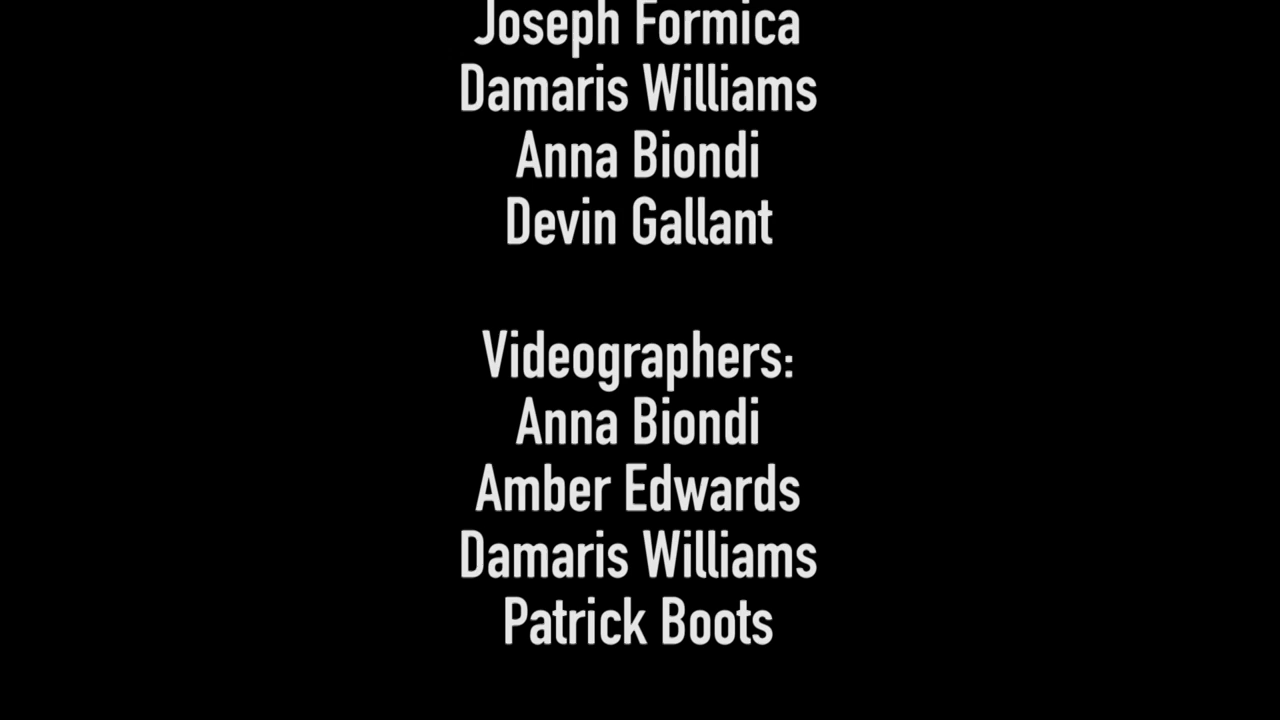 Joseph Formica
Damaris Williams
Anna Biondi
Devin Gallant
Videographers:
Anna Biondi
Amber Edwards
Damaris Williams
Patrick Boots